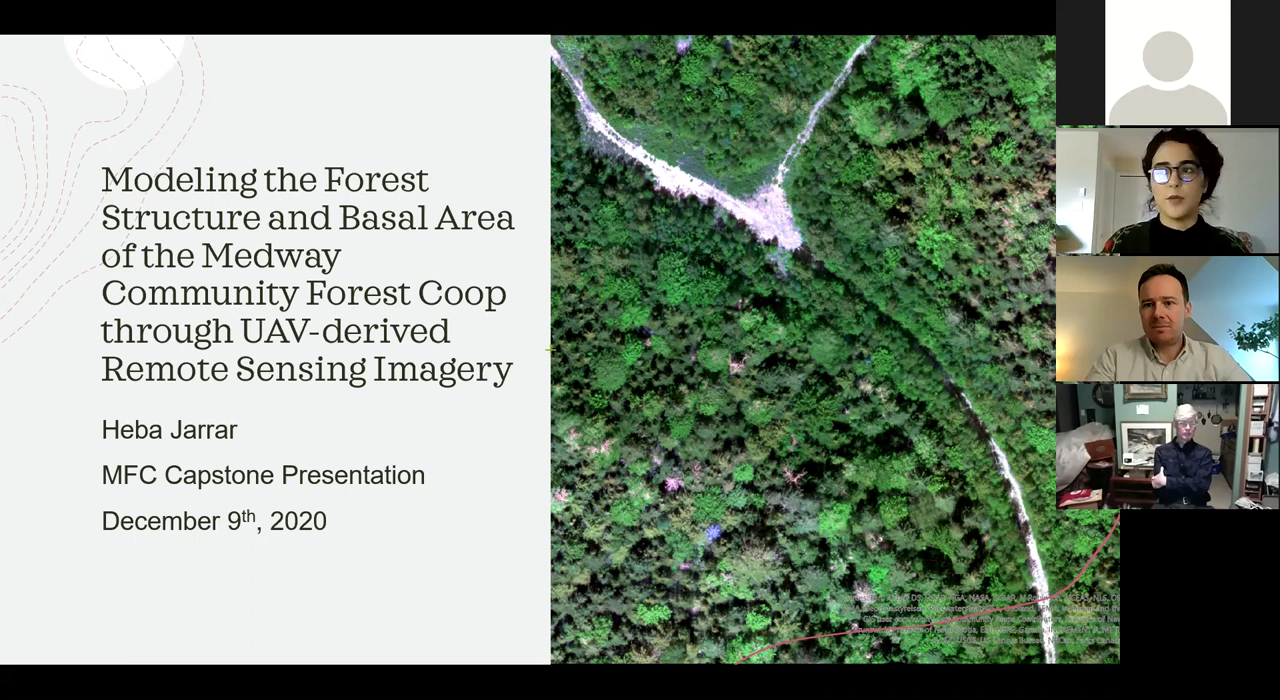 Modeling the Forest
Structure and Basal Area
of the Medway
Community Forest Coop
through UAV-derived
Remote Sensing Imagery
Heba Jarrar
MFC Capstone Presentation
December 9th, 2020